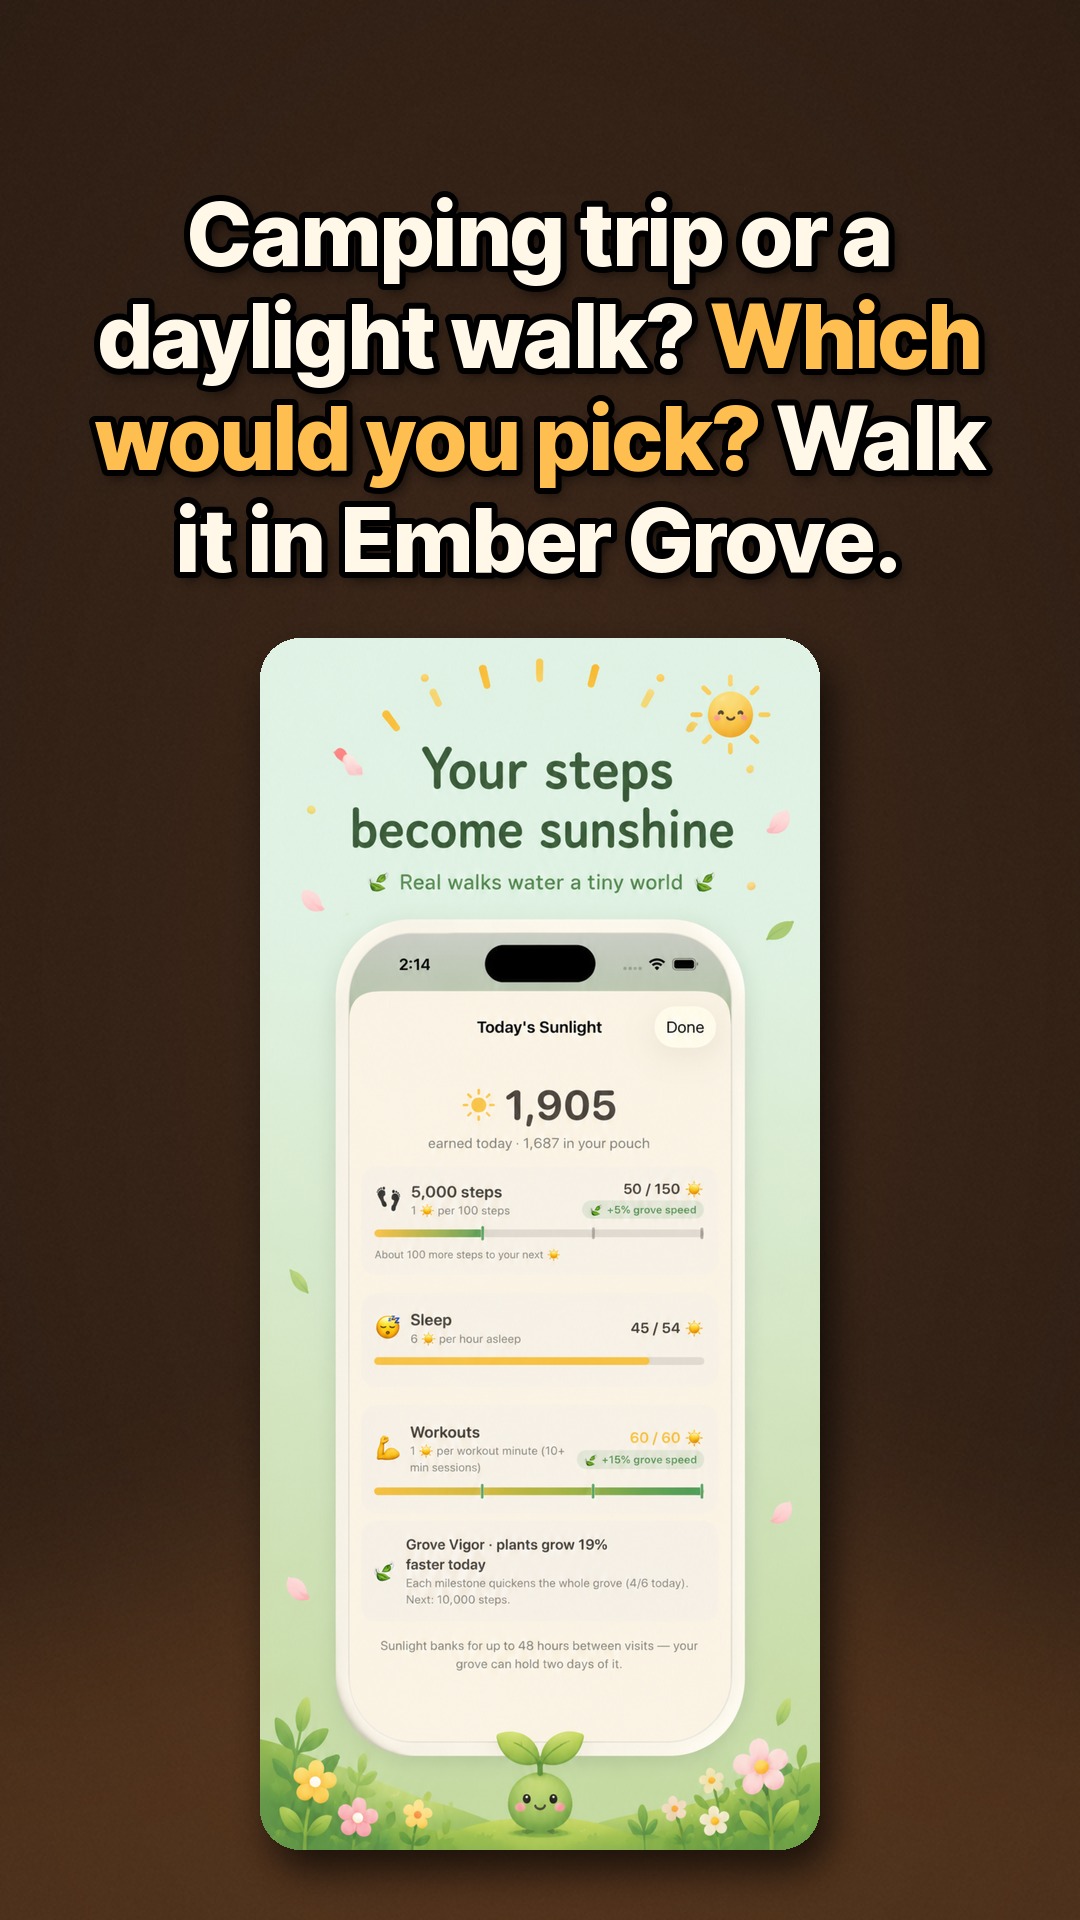 Camping trip or a
daylight walk? Which
would you pick? Walk
it in Ember Grove.
Your steps
become sunshine
Real walks water a tiny world
2:14
Today's Sunlight
Done
1,905
earned today · 1,687 in your pouch
5,000 steps
50 / 150
1 ☀️ per 100 steps
+5% grove speed
About 100 more steps to your next ☀️
Sleep
6 ☀️ per hour asleep
45 / 54
Workouts
60 / 60
1 ☀️ per workout minute (10+
min sessions)
+15% grove speed
Grove Vigor · plants grow 19%
faster today
Each milestone quickens the whole grove (4/6 today).
Next: 10,000 steps.
Sunlight banks for up to 48 hours between visits — your
grove can hold two days of it.